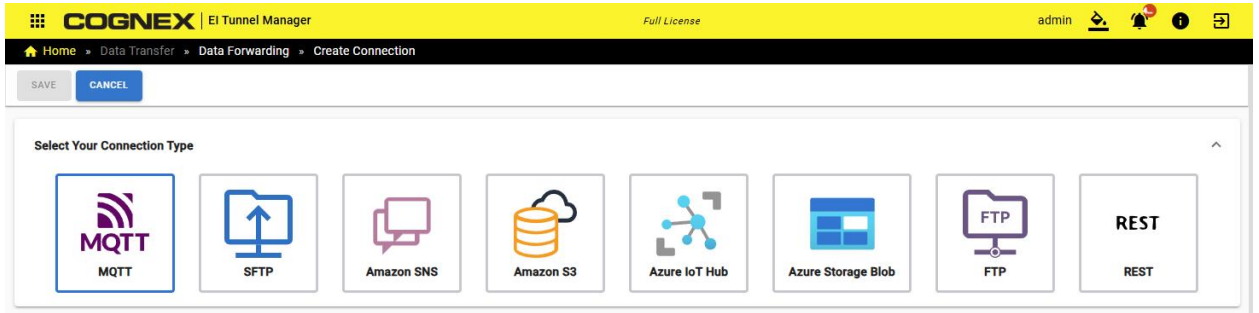 COGNEX | EI Tunnel Manager
Full License
admin
Home » Data Transfer » Data Forwarding » Create Connection
SAVE
CANCEL
Select Your Connection Type
MQTT
FTP
REST
MQTT
SFTP
Amazon SNS
Amazon S3
Azure IoT Hub
Azure Storage Blob
FTP
REST